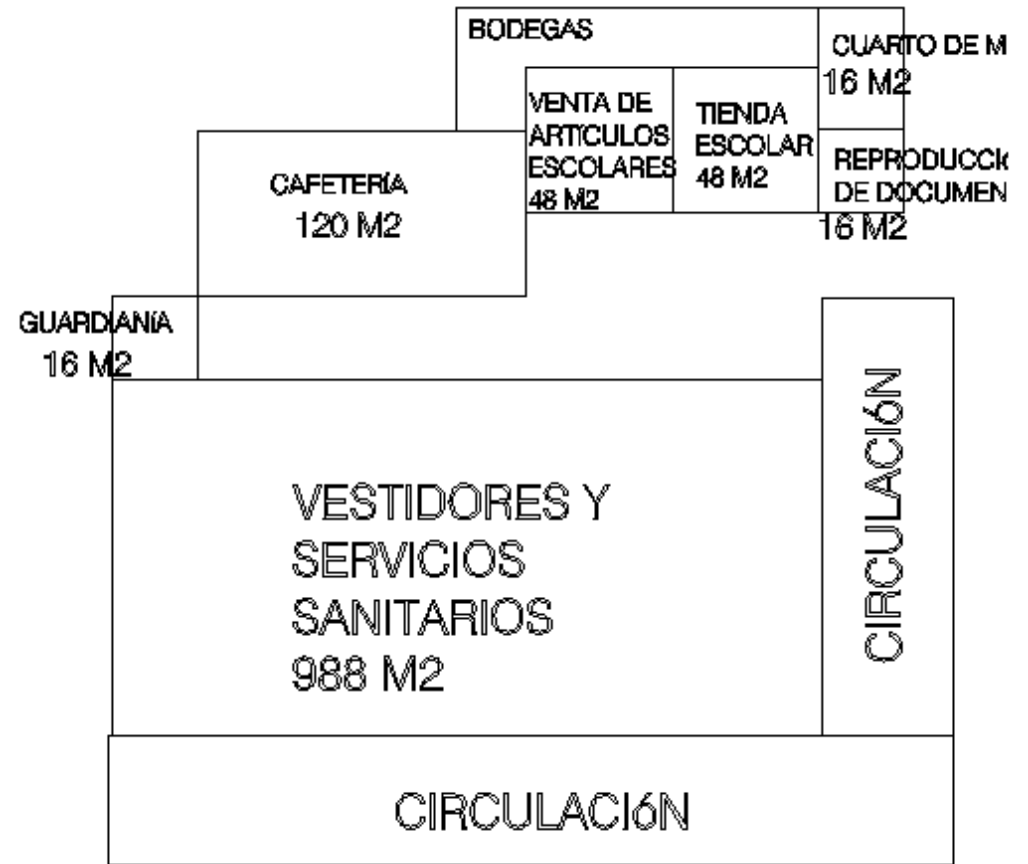 BODEGAS
CUARTO DE M
16 M2
VENTA DE
ARTÍCULOS
ESCOLARES
48 M2
TIENDA
ESCOLAR
48 M2
REPRODUCCI
DE DOCUMEN
16 M2
CAFETERÍA
120 M2
GUARDIANÍA
16 M2
VESTIDORES Y
SERVICIOS
SANITARIOS
988 M2
CIRCULACIóN
CIRCULACIóN